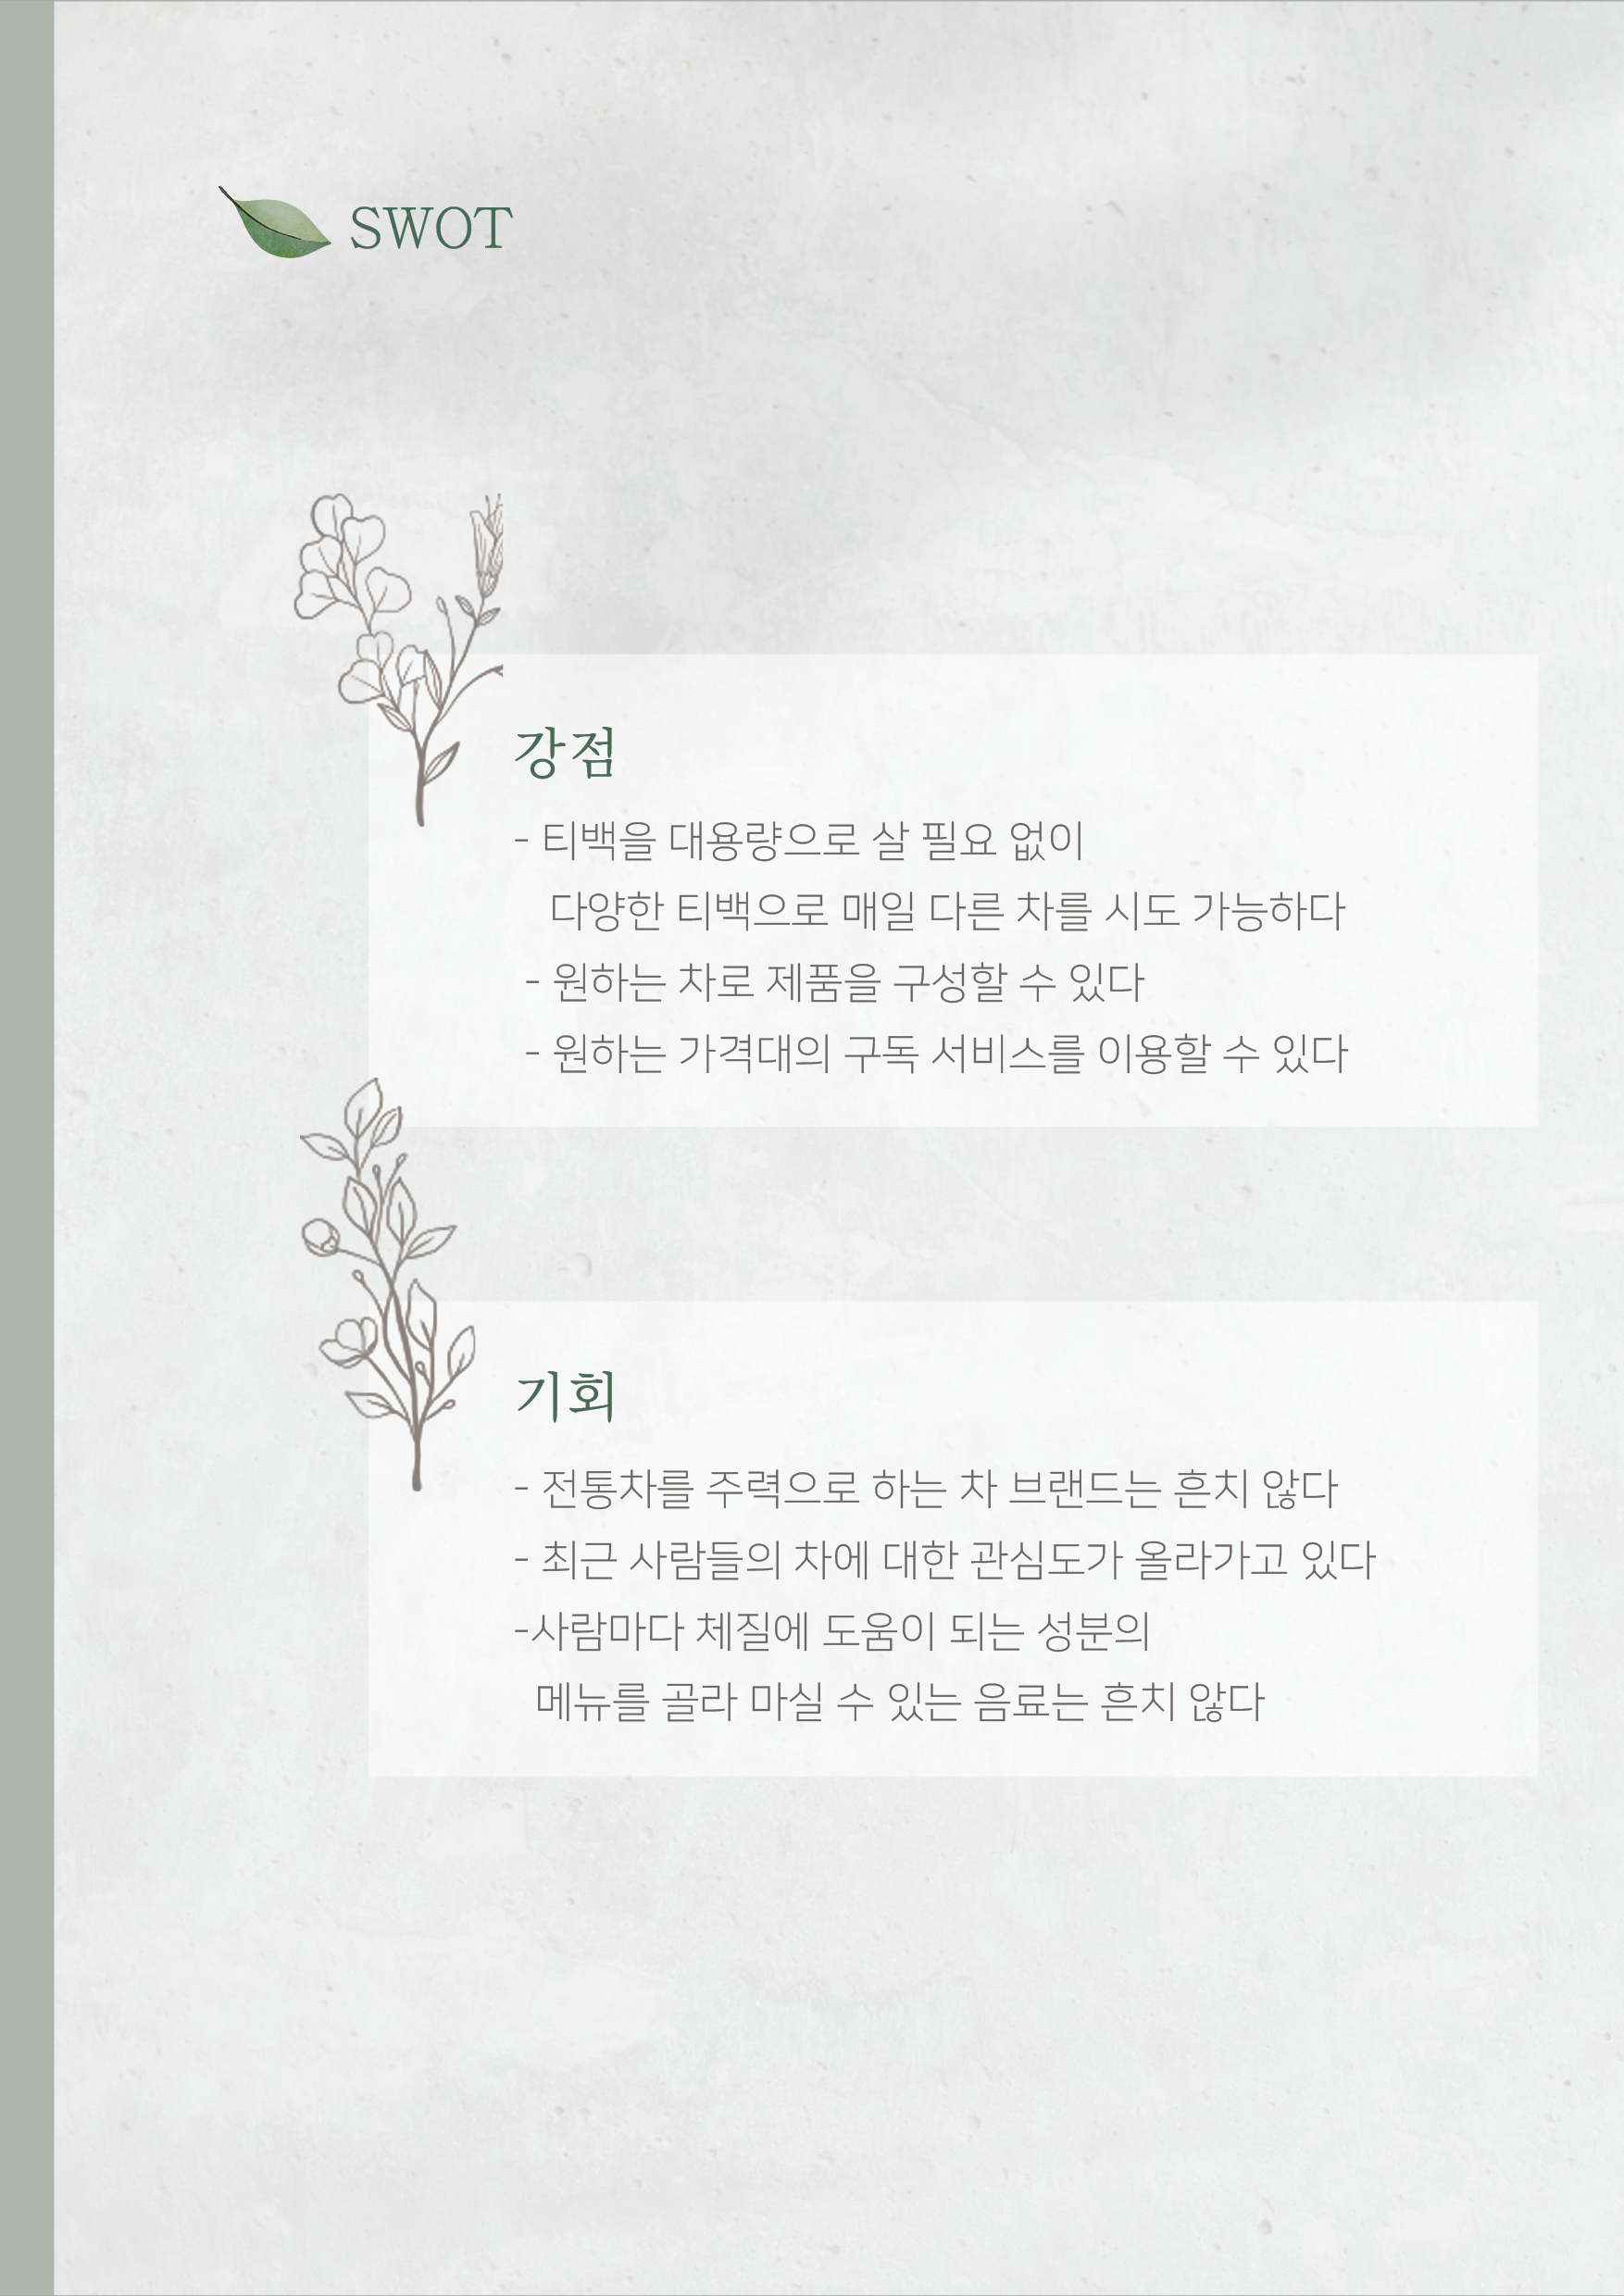 SWOT
강점
- 티백을 대용량으로 살 필요 없이
다양한 티백으로 매일 다른 차를 시도 가능하다
- 원하는 차로 제품을 구성할 수 있다
- 원하는 가격대의 구독 서비스를 이용할 수 있다
기회
- 전통차를 주력으로 하는 차 브랜드는 흔치 않다
- 최근 사람들의 차에 대한 관심도가 올라가고 있다
-사람마다 체질에 도움이 되는 성분의
메뉴를 골라 마실 수 있는 음료는 흔치 않다